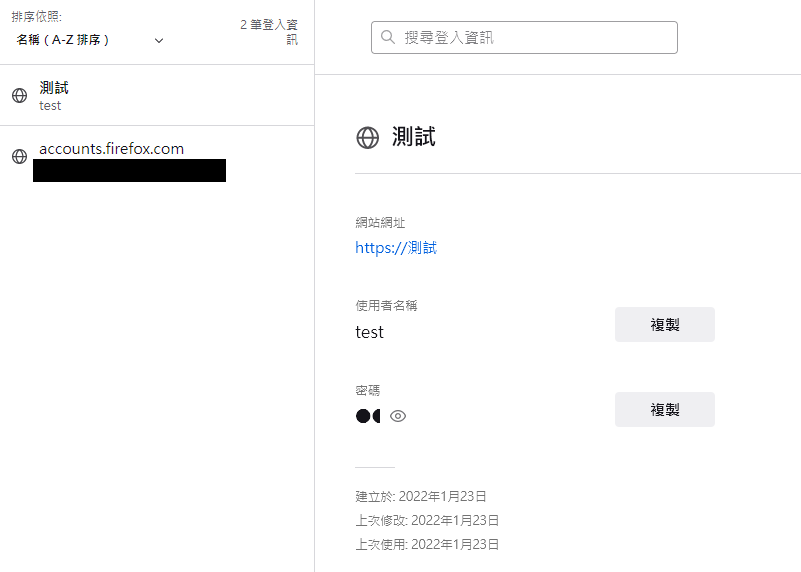 排序依照:
名稱 ( A-Z 排序 )
2 筆登入資
訊
測試
test
accounts.firefox.com
搜尋登入資訊
測試
網站網址
https://測試
使用者名稱
test
複製
密碼
複製
建立於: 2022年1月23日
上次修改: 2022年1月23日
上次使用: 2022年1月23日